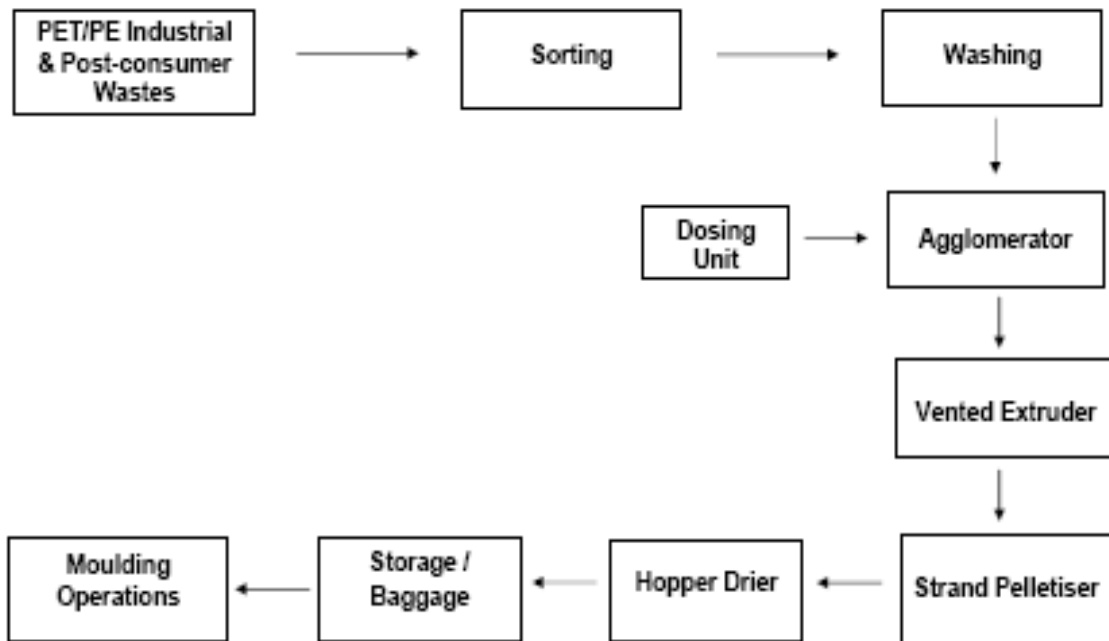 PET/PE Industrial
& Post-consumer
Wastes
Sorting
Washing
Dosing
Unit
Agglomerator
Vented Extruder
Moulding
Operations
Storage /
Baggage
Hopper Drier
Strand Pelletiser